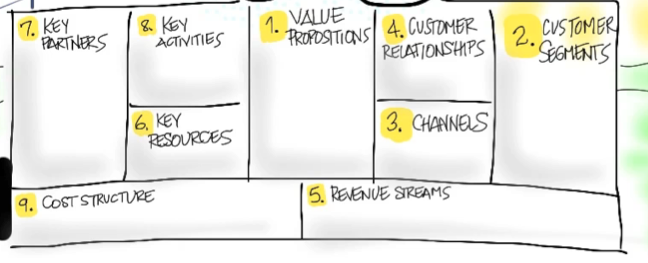 7. KEY
PARTNERS
8. KEY
ACTIVITIES
6. KEY
RESOURCES
1. VALUE
PROPOSITIONS
4. CUSTOMER
RELATIONSHIPS
3. CHANNELS
2. CUSTOMER
SEGMENTS
9. COST STRUCTURE
5. REVENUE STREAMS